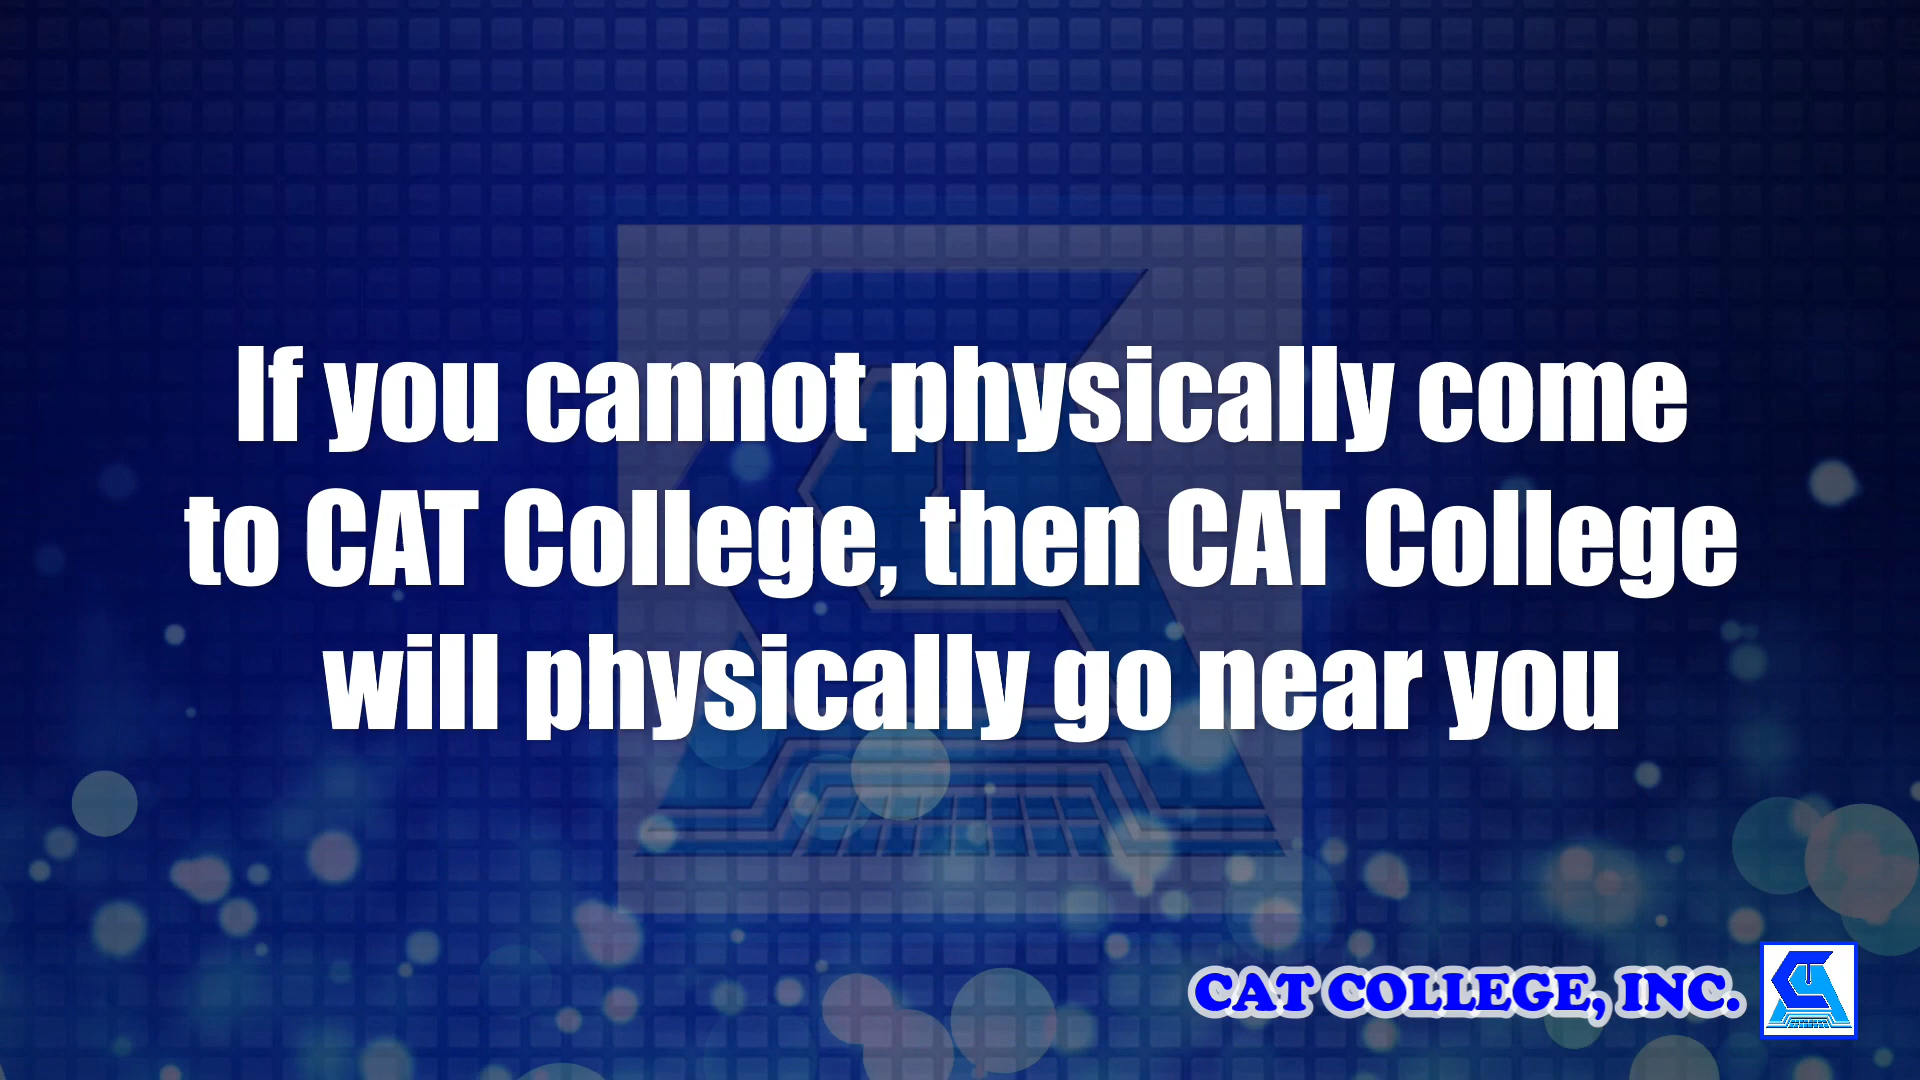 If you cannot physically come
to CAT College, then CAT College
will physically go near you
CAT COLLEGE, INC.